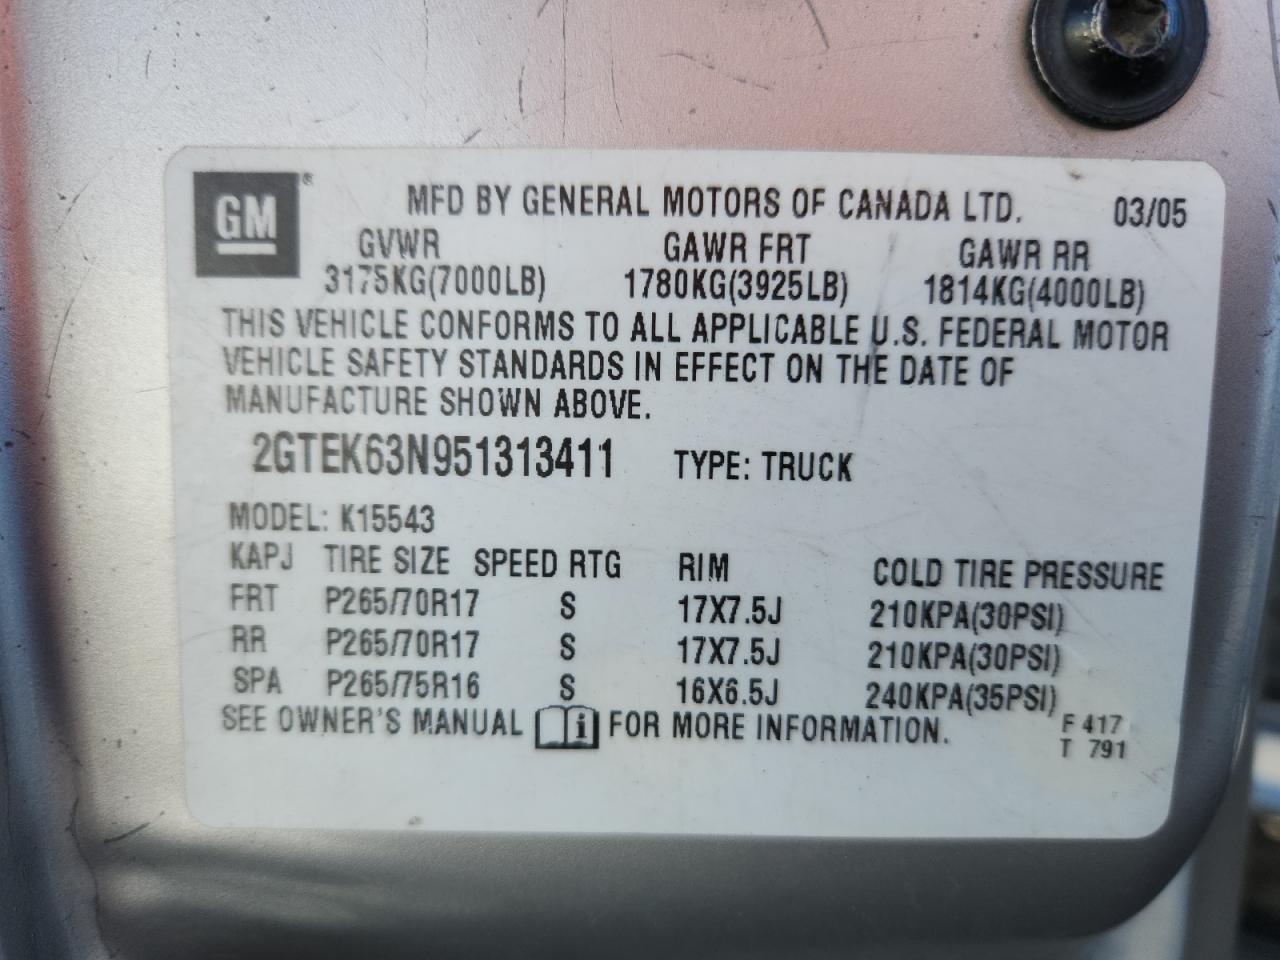 GM®
MFD BY GENERAL MOTORS OF CANADA LTD. 03/05
GVWR GAWR FRT GAWR RR
3175KG(7000LB) 1780KG(3925LB) 1814KG(4000LB)
THIS VEHICLE CONFORMS TO ALL APPLICABLE U.S. FEDERAL MOTOR
VEHICLE SAFETY STANDARDS IN EFFECT ON THE DATE OF
MANUFACTURE SHOWN ABOVE.
2GTEK63N951313411 TYPE: TRUCK
MODEL: K15543
KAPJ TIRE SIZE SPEED RTG RIM COLD TIRE PRESSURE
FRT P265/70R17 S 17X7.5J 210KPA(30PSI)
RR P265/70R17 S 17X7.5J 210KPA(30PSI)
SPA P265/75R16 S 16X6.5J 240KPA(35PSI)
SEE OWNER'S MANUAL i FOR MORE INFORMATION.
F 417
T 791